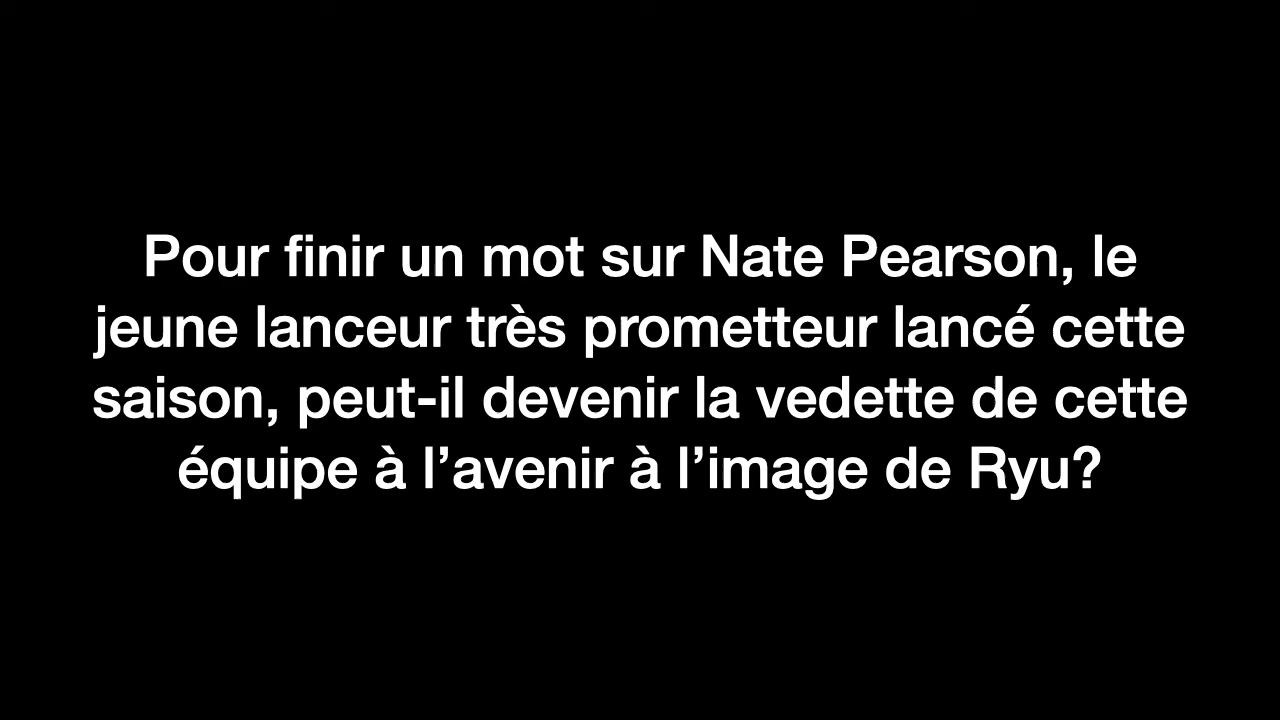 Pour finir un mot sur Nate Pearson, le
jeune lanceur très prometteur lancé cette
saison, peut-il devenir la vedette de cette
équipe à l’avenir à l’image de Ryu?